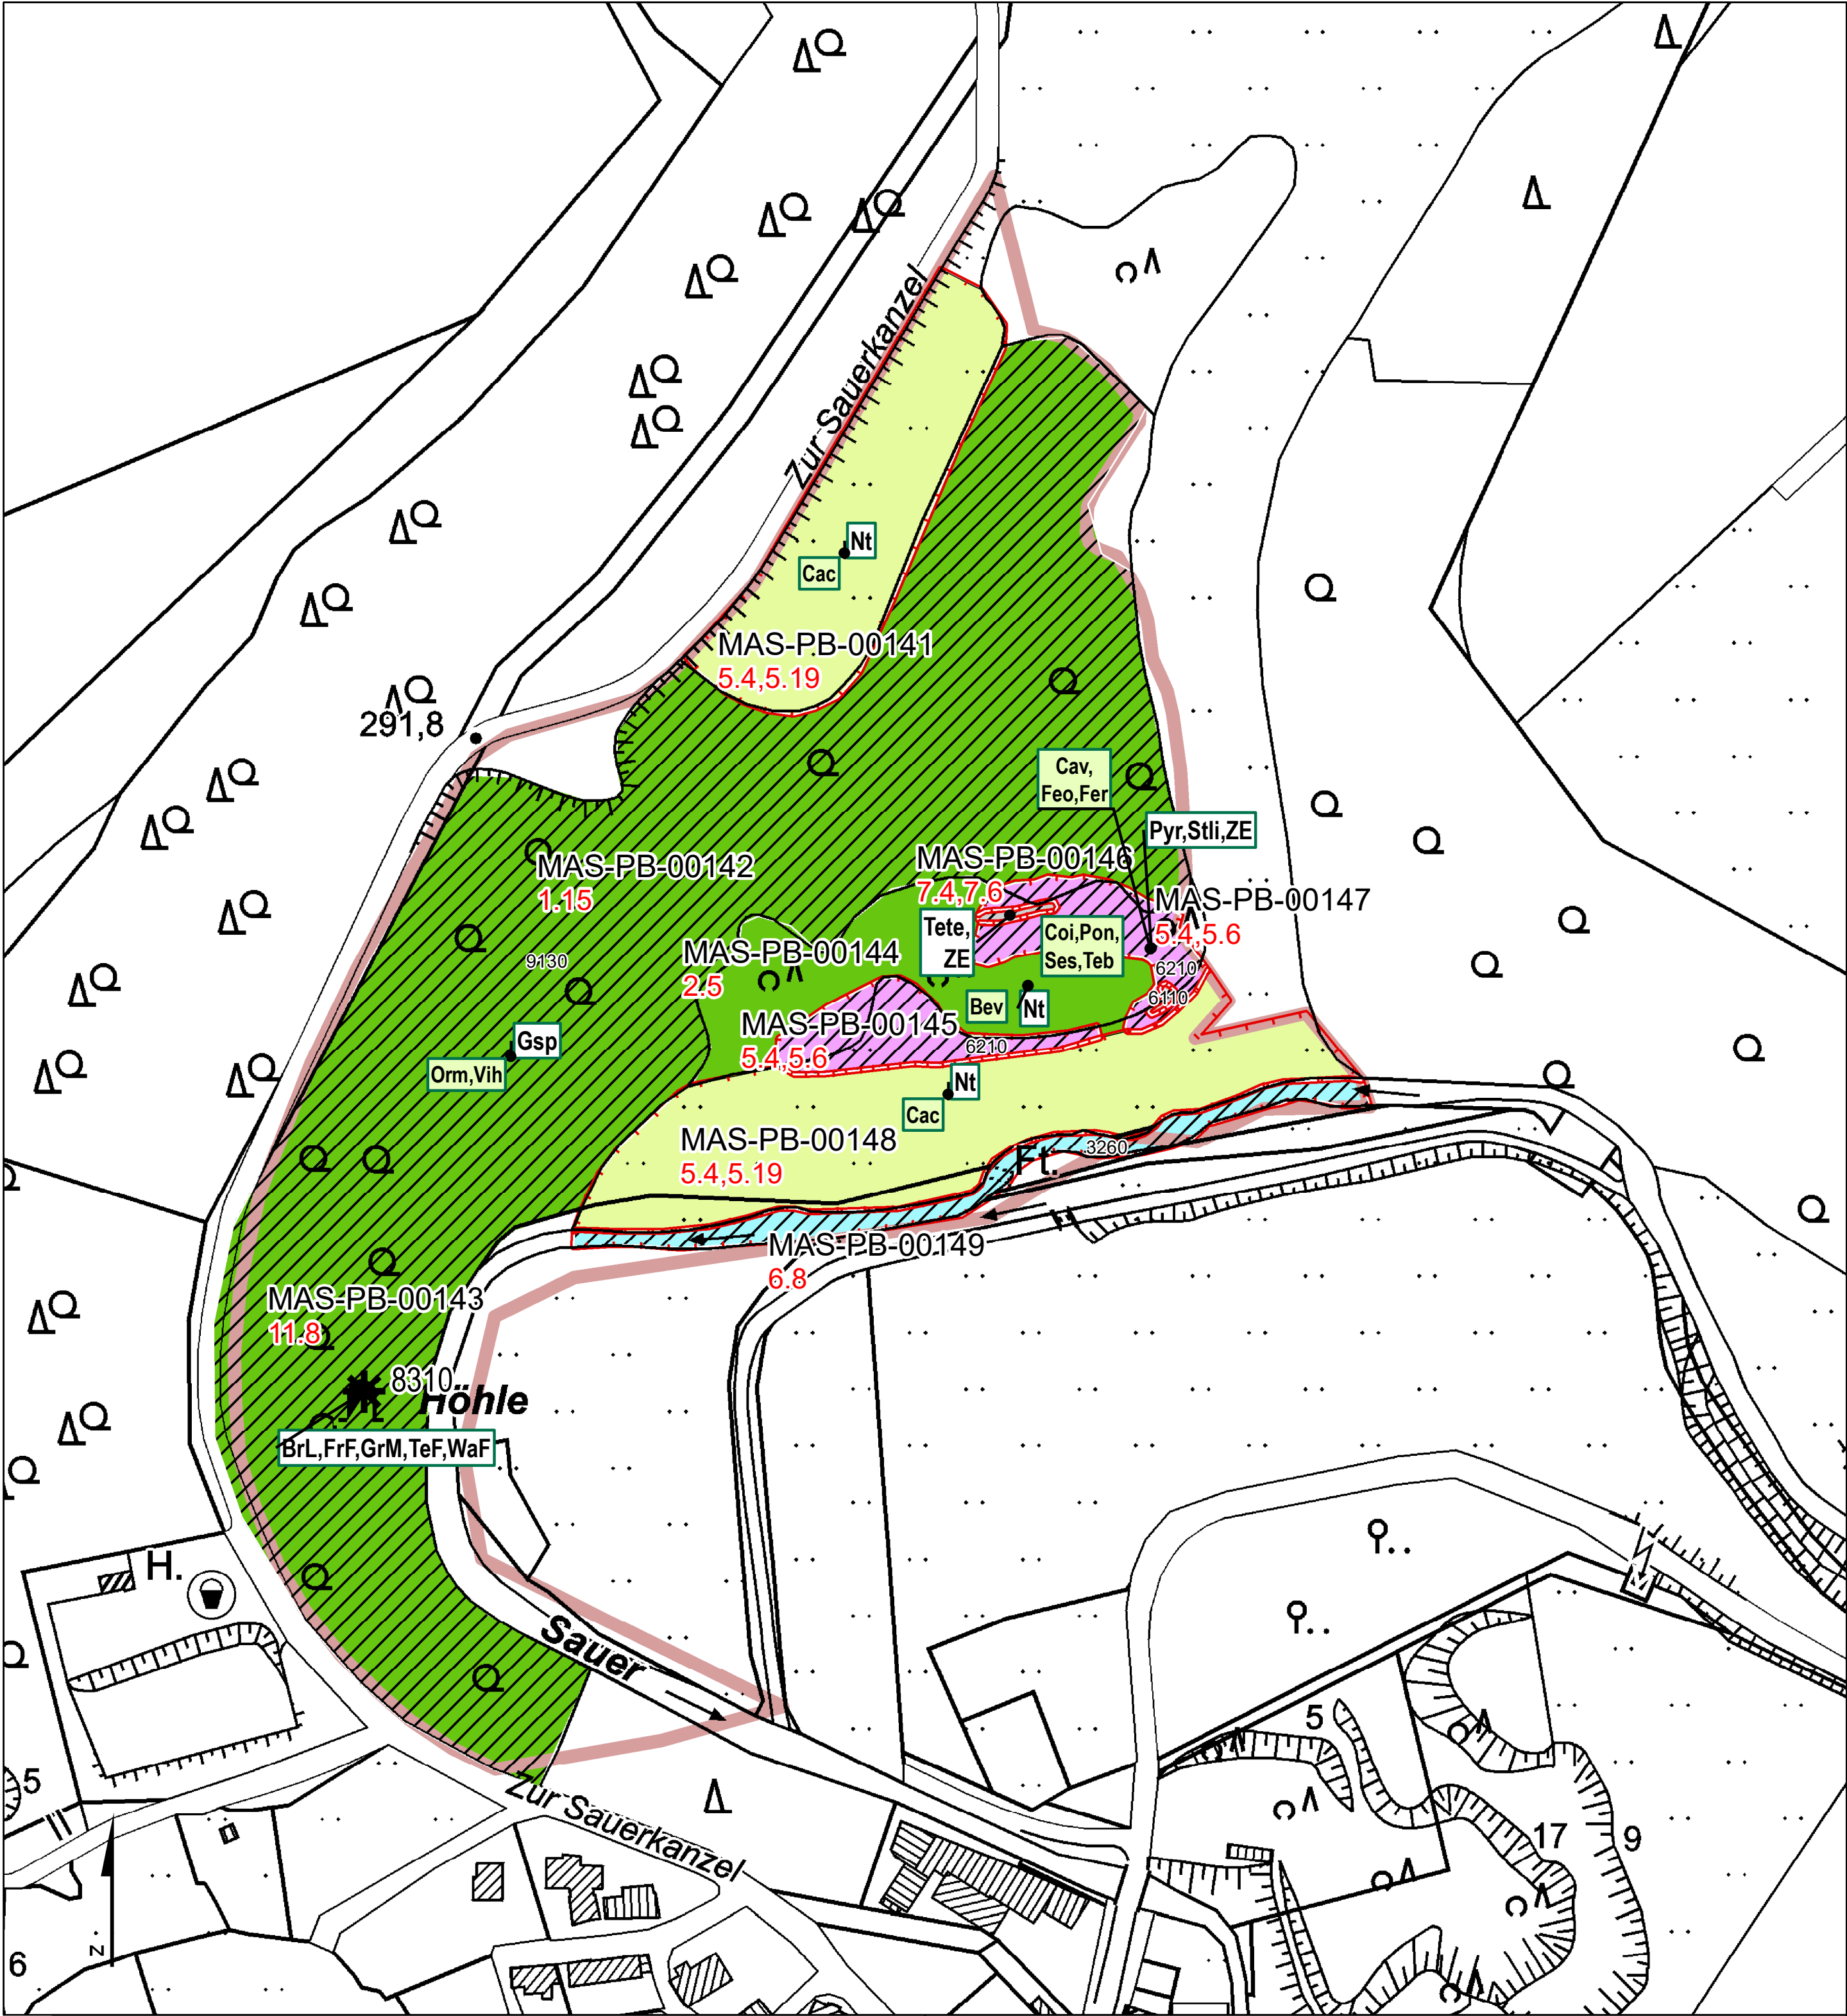 Zur Sauerkanzel
Nt
Cac
MAS-PB-00141
5.4,5.19
291,8
Cav,
Feo,Fer
Pyr,Stli,ZE
MAS-PB-00142
1.15
MAS-PB-00146
7.4,7.6
MAS-PB-00147
5.4,5.6
Tete,
ZE
Coi,Pon,
Ses,Teb
9130
MAS-PB-00144
2.5
6210
6110
Bev
Nt
MAS-PB-00145
5.4,5.6
6210
Gsp
Orm,Vih
Nt
Cac
MAS-PB-00148
5.4,5.19
3260
Ft.
MAS-PB-00149
6.8
MAS-PB-00143
11.8
8310
Höhle
BrL,FrF,GrM,TeF,WaF
H.
Sauer
5
5
Zur Sauerkanzel
17
9
z
6